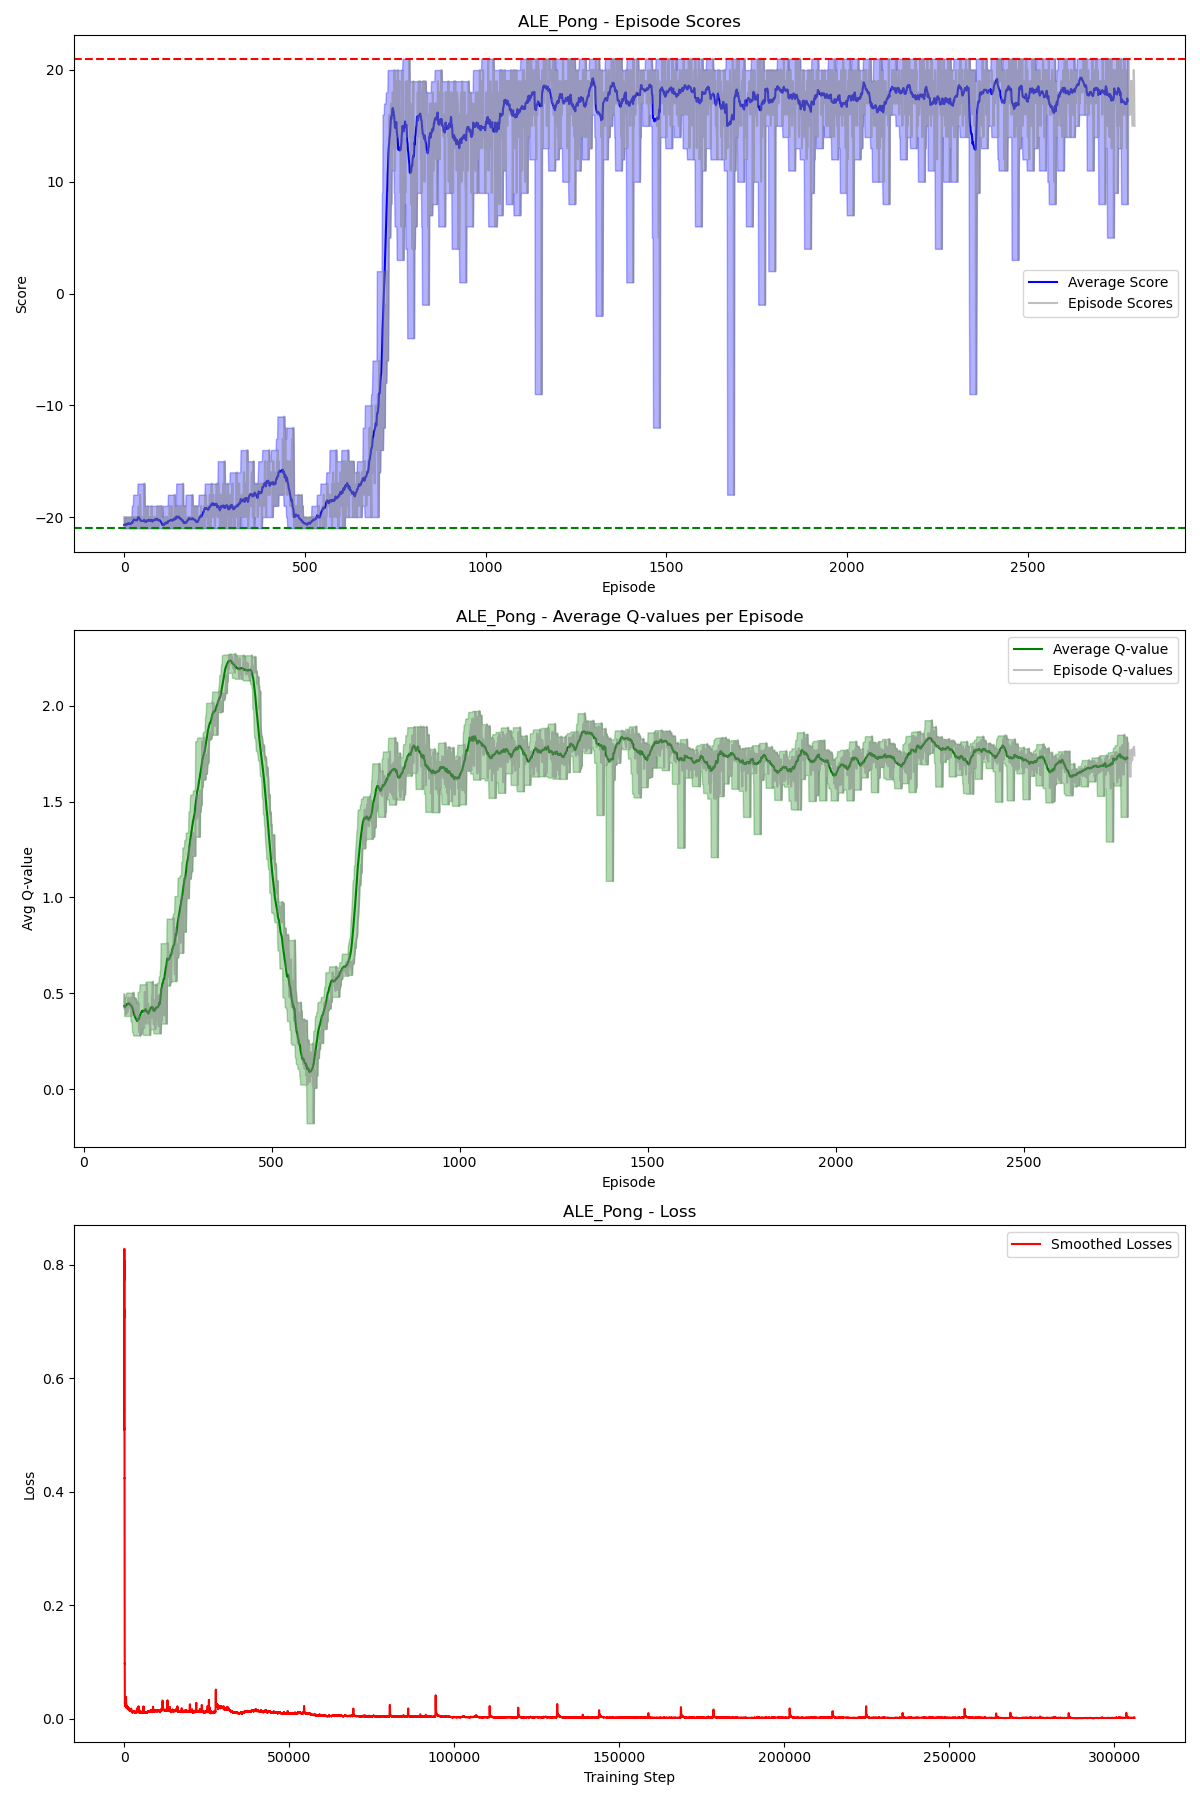 ALE_Pong - Episode Scores
Score
20
10
0
−10
−20
Average Score
Episode Scores
0 500 1000 1500 2000 2500
Episode
ALE_Pong - Average Q-values per Episode
Avg Q-value
2.0
1.5
1.0
0.5
0.0
Average Q-value
Episode Q-values
0 500 1000 1500 2000 2500
Episode
ALE_Pong - Loss
Loss
0.8
0.6
0.4
0.2
0.0
Smoothed Losses
0 50000 100000 150000 200000 250000 300000
Training Step